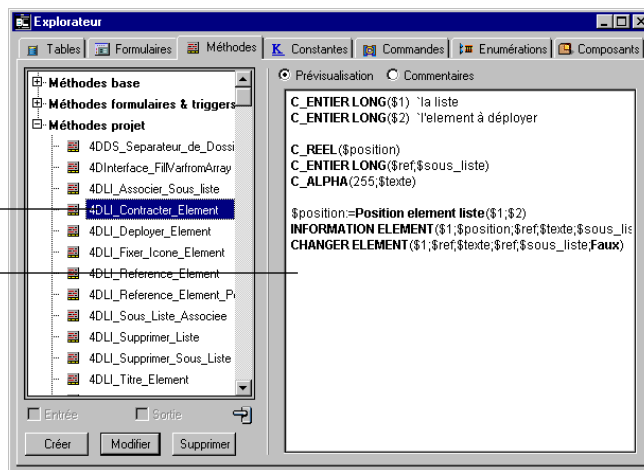 Explorateur
Tables Formulaires Méthodes Constantes Commandes Enumérations Composants
Méthodes base
Méthodes formulaires & triggers
Méthodes projet
4DDS_Separateur_de_Dossi
4DInterface_FillVarfromArray
4DLI_Associer_Sous_liste
4DLI_Contracter_Element
4DLI_Deployer_Element
4DLI_Fixer_Icone_Element
4DLI_Reference_Element
4DLI_Reference_Element_P
4DLI_Sous_Liste_Associee
4DLI_Supprimer_Liste
4DLI_Supprimer_Sous_Liste
4DLI_Titre_Element
Entrée Sortie
Créer Modifier Supprimer
Prévisualisation Commentaires
C_ENTIER LONG($1) `la liste
C_ENTIER LONG($2) `l'element à déployer
C_REEL($position)
C_ENTIER LONG($ref;$sous_liste)
C_ALPHA(255;$texte)
$position:=Position element liste($1;$2)
INFORMATION ELEMENT($1;$position;$ref;$texte;$sous_lis
CHANGER ELEMENT($1;$ref;$texte;$ref;$sous_liste;Faux)